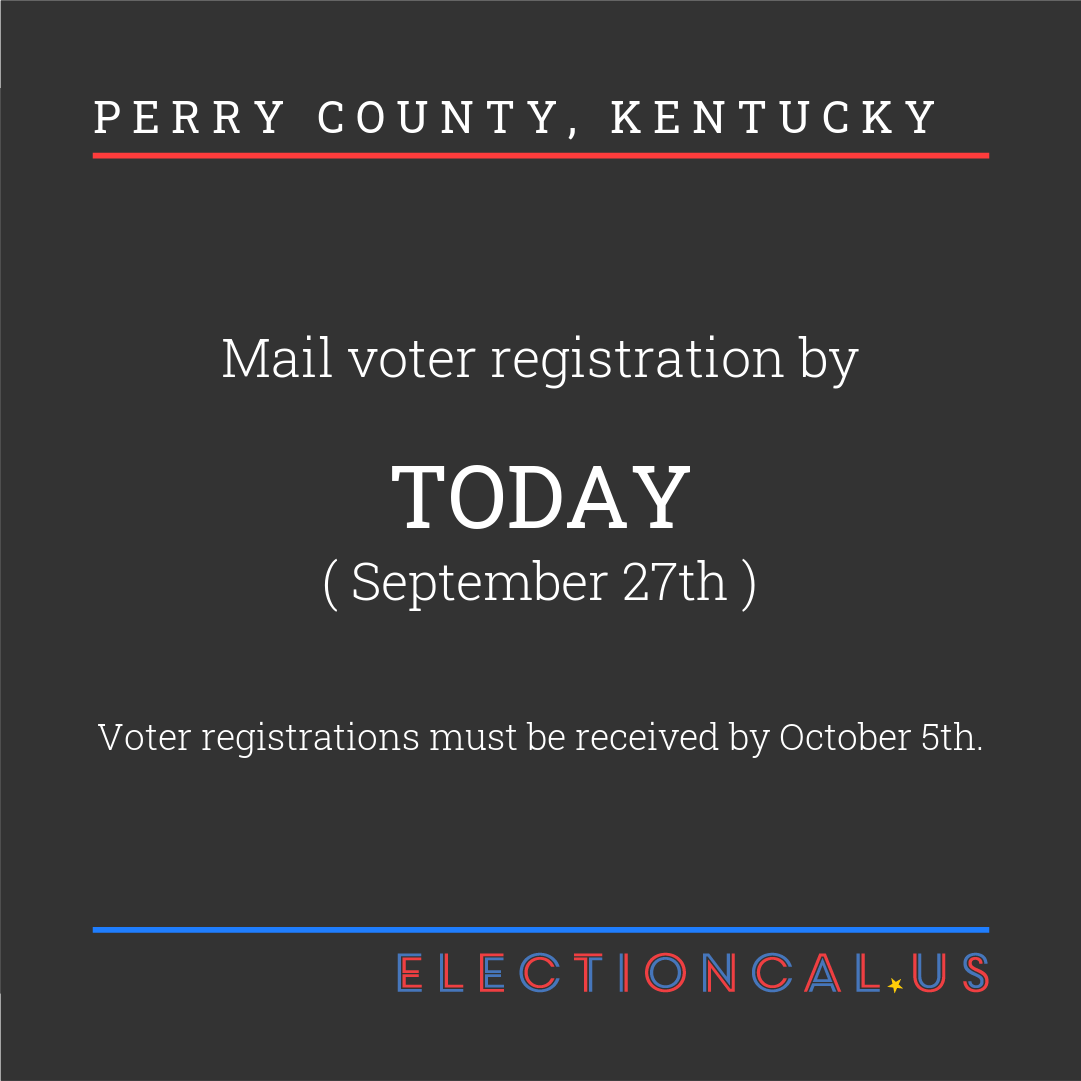 PERRY COUNTY, KENTUCKY
Mail voter registration by
TODAY
( September 27th )
Voter registrations must be received by October 5th.
ELECTIONCAL.US